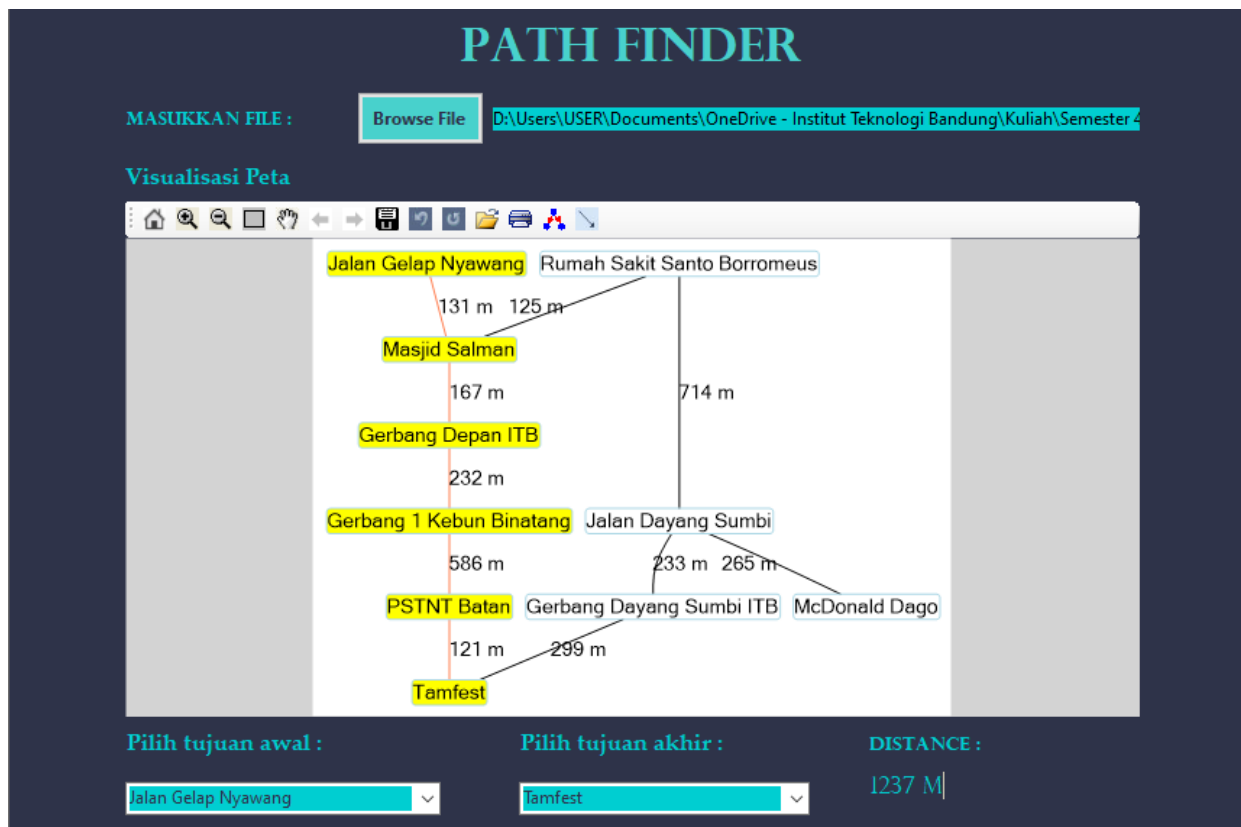 PATH FINDER
MASUKKAN FILE :
Browse File
D:\Users\USER\Documents\OneDrive - Institut Teknologi Bandung\Kuliah\Semester 4
Visualisasi Peta
Jalan Gelap Nyawang
Rumah Sakit Santo Borromeus
131 m
125 m
Masjid Salman
167 m
714 m
Gerbang Depan ITB
232 m
Gerbang 1 Kebun Binatang
Jalan Dayang Sumbi
586 m
233 m
265 m
PSTNT Batan
Gerbang Dayang Sumbi ITB
McDonald Dago
121 m
299 m
Tamfest
Pilih tujuan awal :
Pilih tujuan akhir :
DISTANCE :
Jalan Gelap Nyawang
Tamfest
1237 M